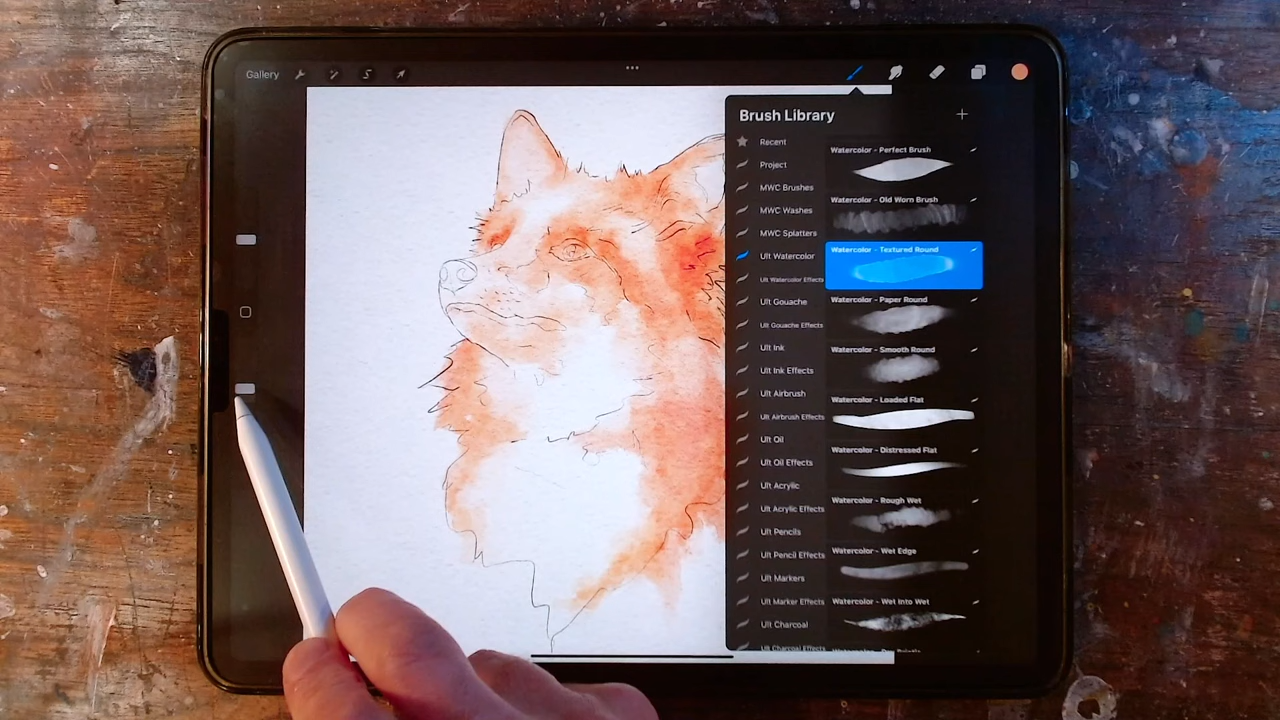 Gallery
Brush Library
Recent
Project
MWC Brushes
MWC Washes
MWC Splatters
Ult Watercolor
Ult Watercolor Effects
Ult Gouache
Ult Gouache Effects
Ult Ink
Ult Ink Effects
Ult Airbrush
Ult Airbrush Effects
Ult Oil
Ult Oil Effects
Ult Acrylic
Ult Acrylic Effects
Ult Pencils
Ult Pencil Effects
Ult Markers
Ult Marker Effects
Ult Charcoal
Ult Charcoal Effects
Watercolor - Perfect Brush
Watercolor - Old Worn Brush
Watercolor - Textured Round
Watercolor - Paper Round
Watercolor - Smooth Round
Watercolor - Loaded Flat
Watercolor - Distressed Flat
Watercolor - Rough Wet
Watercolor - Wet Edge
Watercolor - Wet Into Wet